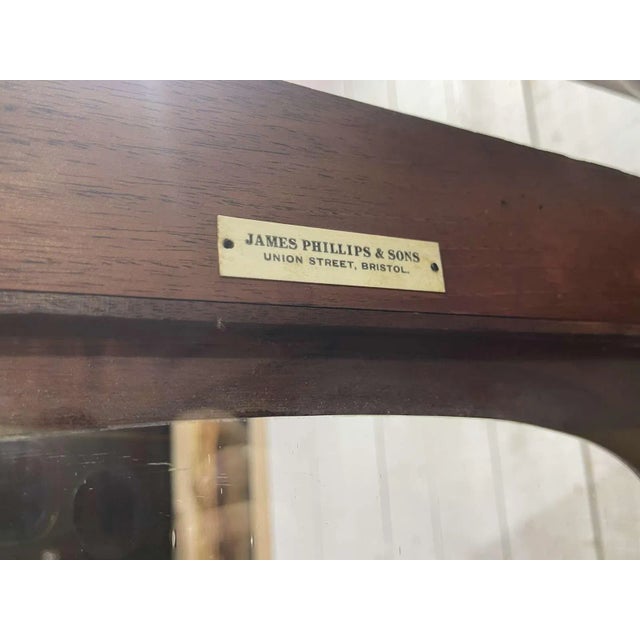 JAMES PHILLIPS & SONS
UNION STREET, BRISTOL.